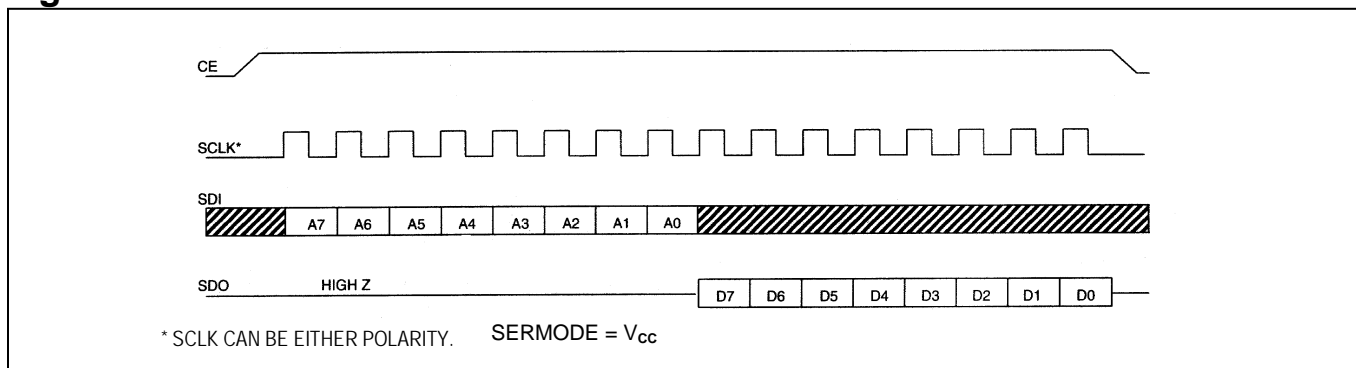 CE
SCLK*
SDI
A7 A6 A5 A4 A3 A2 A1 A0
SDO HIGH Z D7 D6 D5 D4 D3 D2 D1 D0
* SCLK CAN BE EITHER POLARITY. SERMODE = VCC